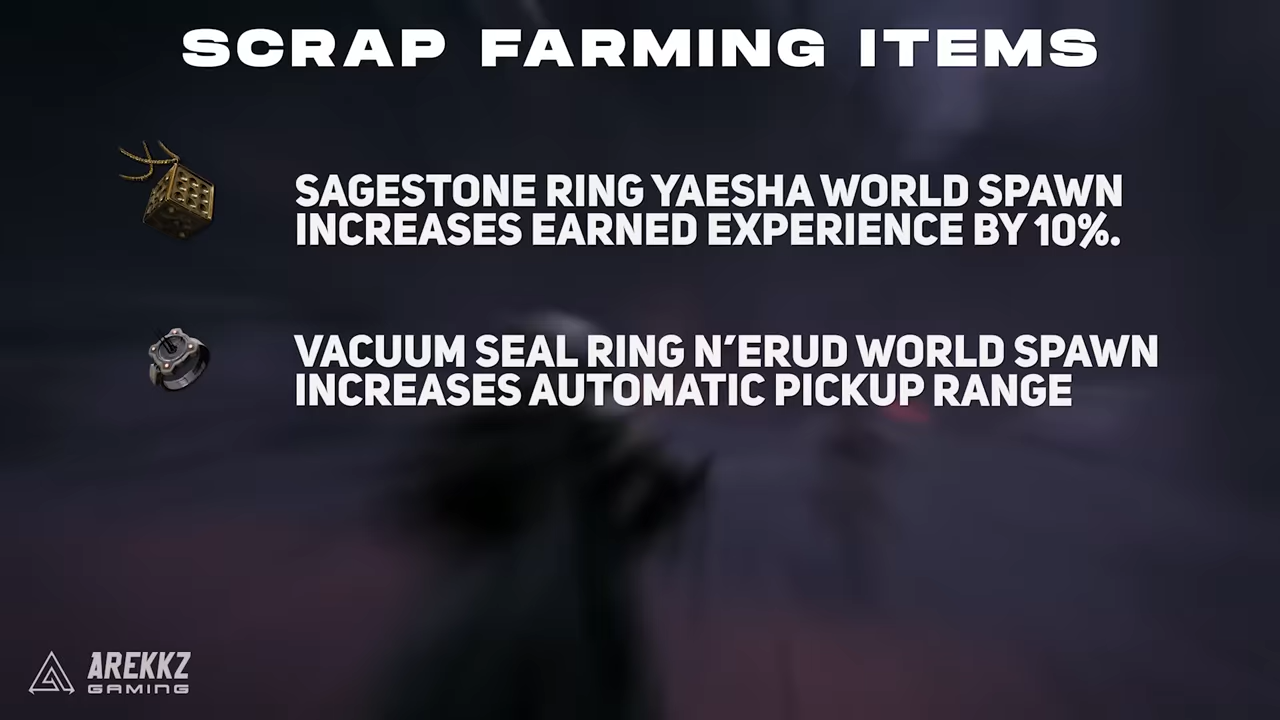 SCRAP FARMING ITEMS
SAGESTONE RING YAESHA WORLD SPAWN
INCREASES EARNED EXPERIENCE BY 10%.
VACUUM SEAL RING N'ERUD WORLD SPAWN
INCREASES AUTOMATIC PICKUP RANGE
AREKKZ
GAMING